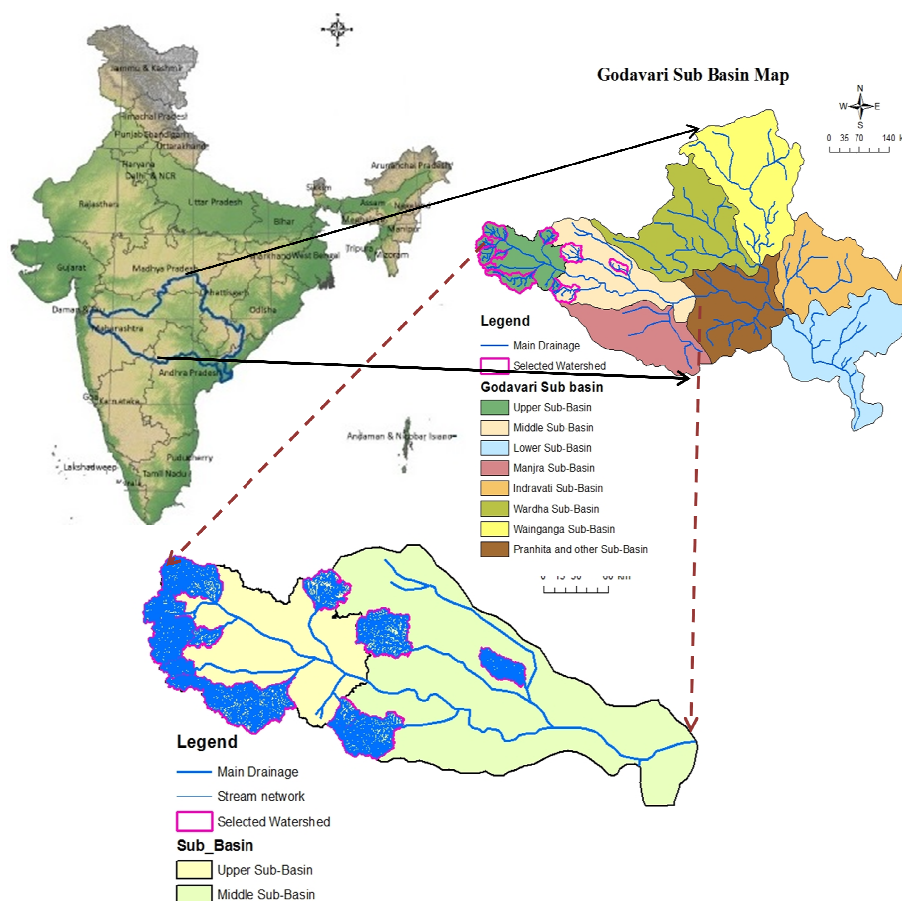 Jammu & Kashmir
Himachal Pradesh
Punjab
Chandigarh
Uttarakhand
Haryana
Delhi & NCR
Rajasthan
Uttar Pradesh
Bihar
Sikkim
Arunchal Pradesh
Assam
Nagaland
Meghalaya
Manipur
Tripura
Mizoram
Gujarat
Madhya Pradesh
Jharkhand
West Bengal
Chhattisgarh
Odisha
Maharashtra
Andhra Pradesh
Goa
Karnataka
Andaman & Nicobar Island
Lakshadweep
Puducherry
Tamil Nadu
Godavari Sub Basin Map
N
W E
S
0 35 70 140
Legend
Main Drainage
Selected Watershed
Godavari Sub basin
Upper Sub-Basin
Middle Sub-Basin
Lower Sub-Basin
Manjra Sub-Basin
Indravati Sub-Basin
Wardha Sub-Basin
Wainganga Sub-Basin
Pranhita and other Sub-Basin
Legend
Main Drainage
Stream network
Selected Watershed
Sub_Basin
Upper Sub-Basin
Middle Sub-Basin